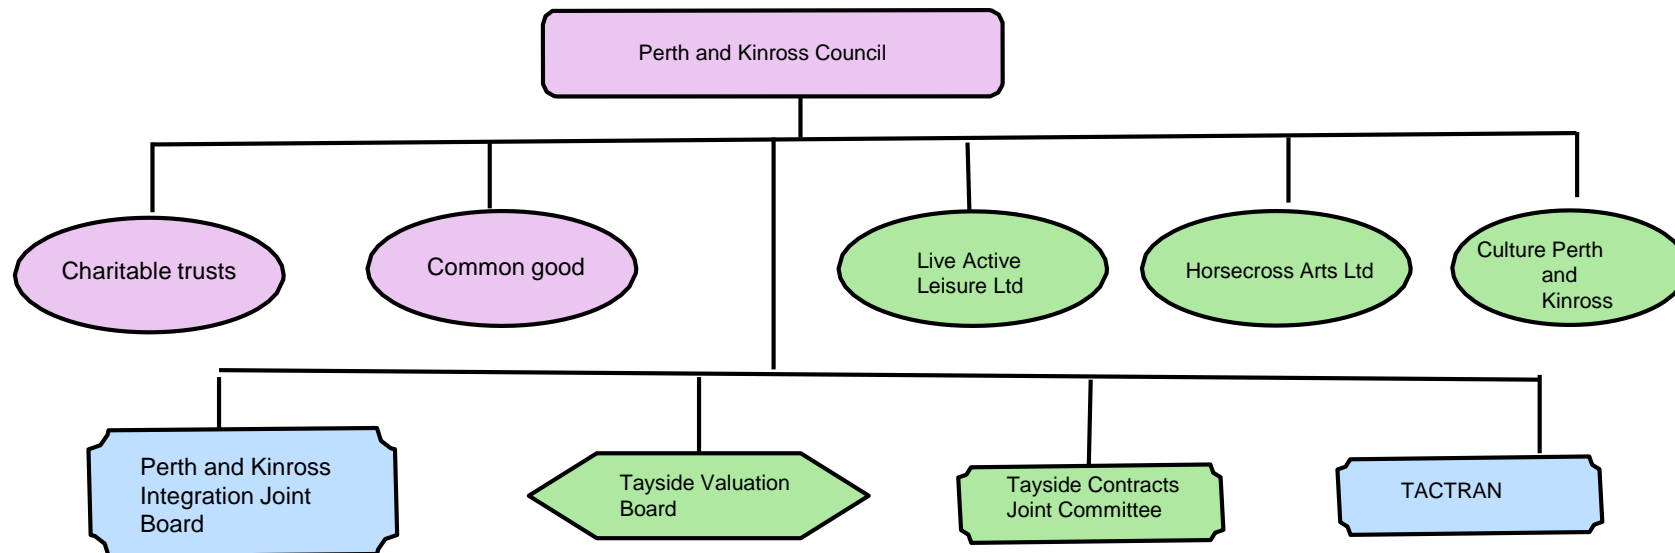 Perth and Kinross Council
Charitable trusts
Common good
Live Active
Leisure Ltd
Horsecross Arts Ltd
Culture Perth
and
Kinross
Perth and Kinross
Integration Joint
Board
Tayside Valuation
Board
Tayside Contracts
Joint Committee
TACTRAN